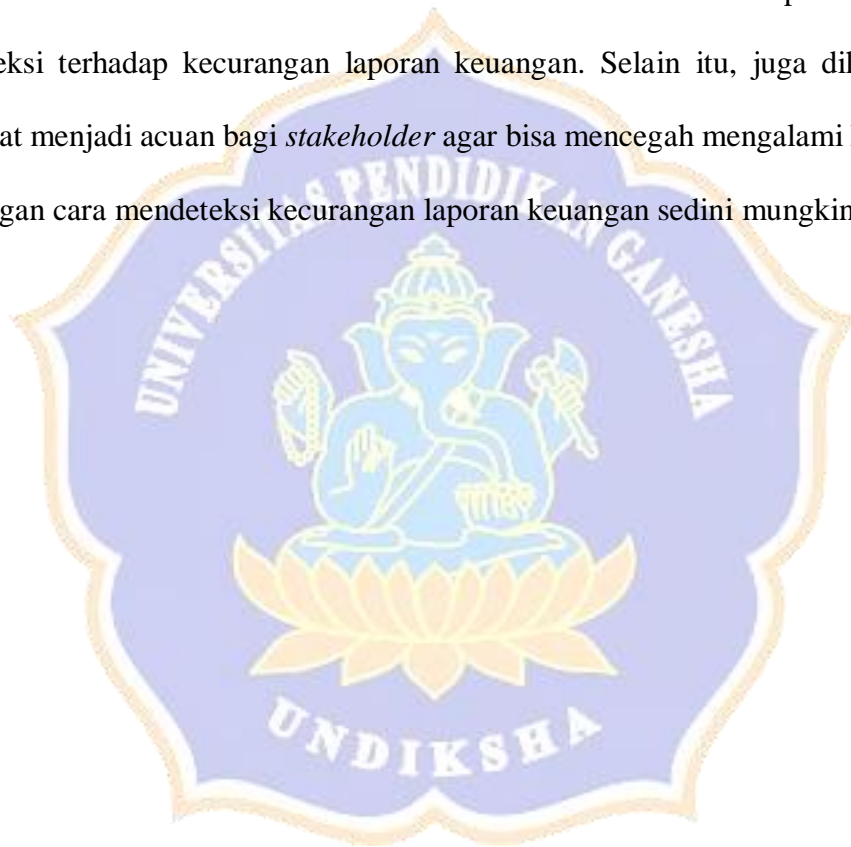 eksi terhadap kecurangan laporan keuangan. Selain itu, juga
at menjadi acuan bagi stakeholder agar bisa mencegah mengalami
gan cara mendeteksi kecurangan laporan keuangan sedini mungkin
UNIVERSITAS PENDIDIKAN GANESHA
UNDIKSHA